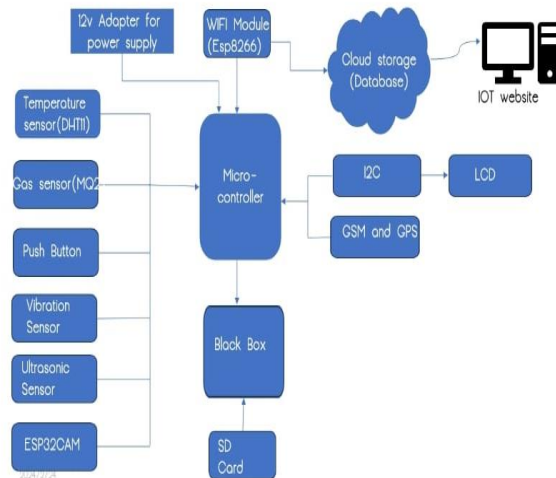 12v Adapter for
power supply
WIFI Module
(Esp8266)
Cloud storage
(Database)
IOT website
Temperature
sensor(DHT11)
Gas sensor(MQ2
Push Button
Vibration
Sensor
Ultrasonic
Sensor
ESP32CAM
Micro-
controller
I2C
LCD
GSM and GPS
Black Box
SD
Card